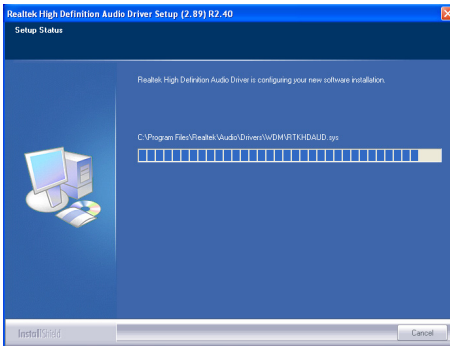 Realtek High Definition Audio Driver Setup (2.89) R2.40
Setup Status
Realtek High Definition Audio Driver is configuring your new software installation.
C:\Program Files\Realtek\Audio\Drivers\WDM\RTKHDAUD.sys
InstallShield
Cancel